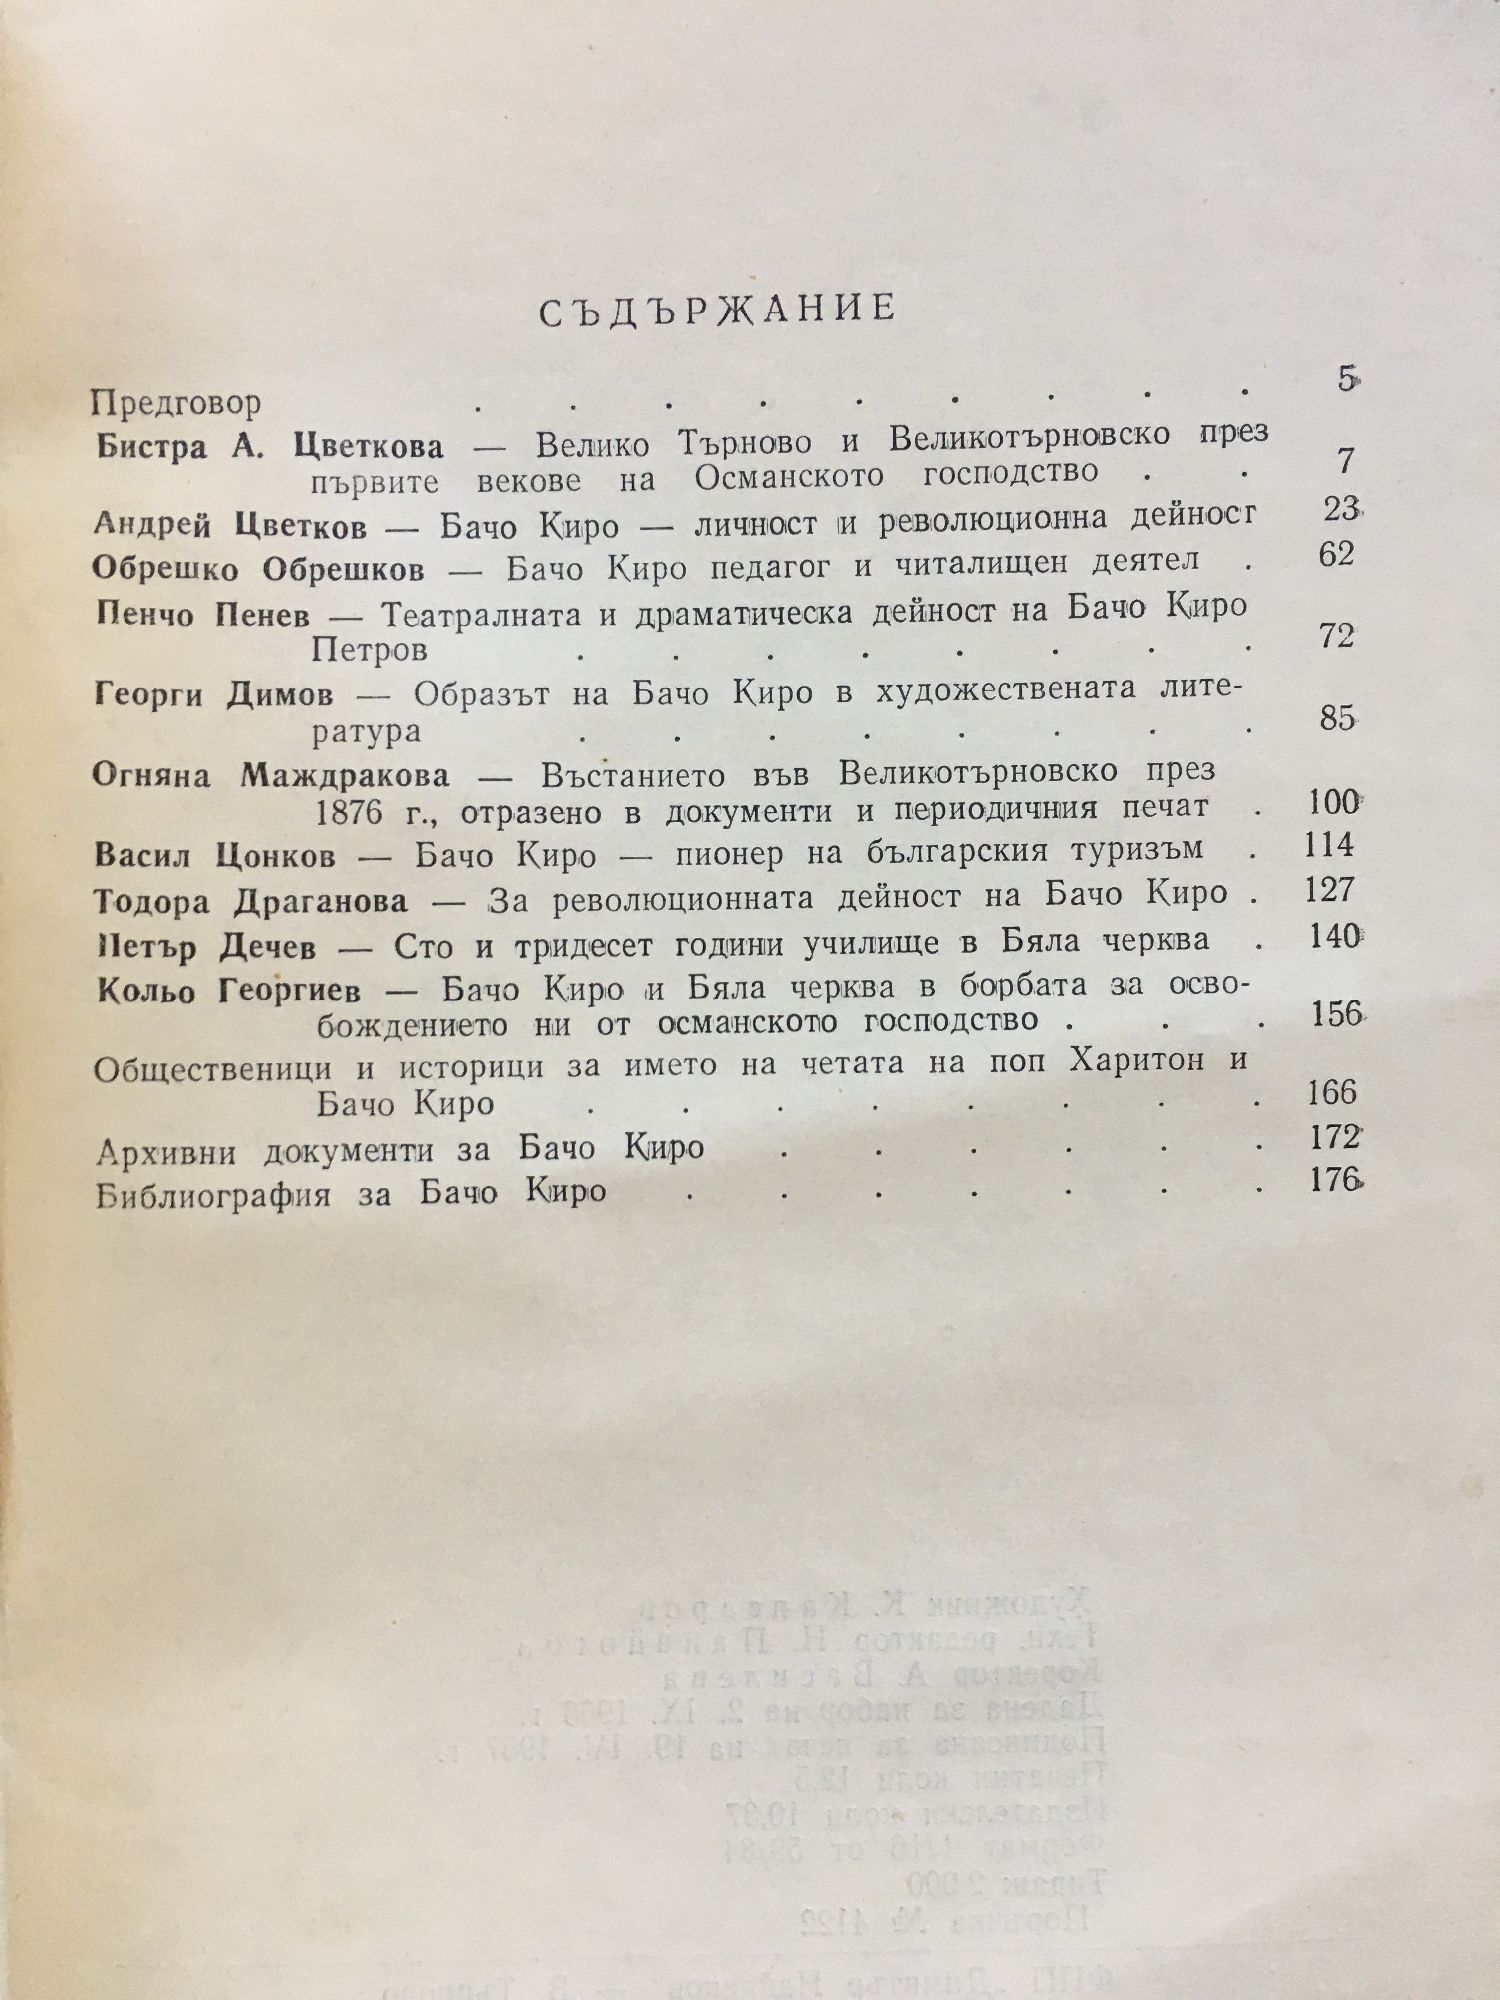 СЪДЪРЖАНИЕ
Предговор . . . . . . . . . 5
Бистра А. Цветкова — Велико Търново и Великотърновско през
първите векове на Османското господство . . 7
Андрей Цветков — Бачо Киро — личност и революционна дейност 23
Обрешко Обрешков — Бачо Киро педагог и читалищен деятел . 62
Пенчо Пенев — Театралната и драматическа дейност на Бачо Киро
Петров . . . . . . . . 72
Георги Димов — Образът на Бачо Киро в художествената лите-
ратура . . . . . . . . 85
Огняна Маждракова — Въстанието във Великотърновско през
1876 г., отразено в документи и периодичния печат . 100
Васил Цонков — Бачо Киро — пионер на българския туризъм . 114
Тодора Драганова — За революционната дейност на Бачо Киро . 127
Петър Дечев — Сто и тридесет години училище в Бяла черква . 140
Кольо Георгиев — Бачо Киро и Бяла черква в борбата за осво-
бождението ни от османското господство . . . 156
Общественици и историци за името на четата на поп Харитон и
Бачо Киро . . . . . . . . 166
Архивни документи за Бачо Киро . . . . . . 172
Библиография за Бачо Киро . . . . . . . 176